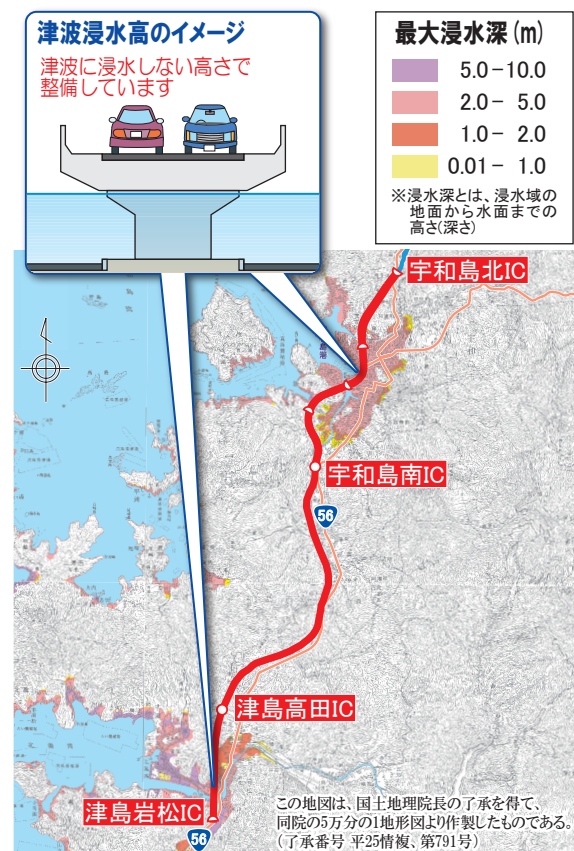 津波浸水高のイメージ
津波に浸水しない高さで
整備しています
最大浸水深(m)
5.0-10.0
2.0- 5.0
1.0- 2.0
0.01- 1.0
※浸水深とは、浸水域の
地面から水面までの
高さ(深さ)
宇和島北IC
宇和島南IC
56
津島高田IC
津島岩松IC
56
この地図は、国土地理院長の了承を得て、
同院の5万分の1地形図より作製したものである。
(了承番号 平25情複、第791号)